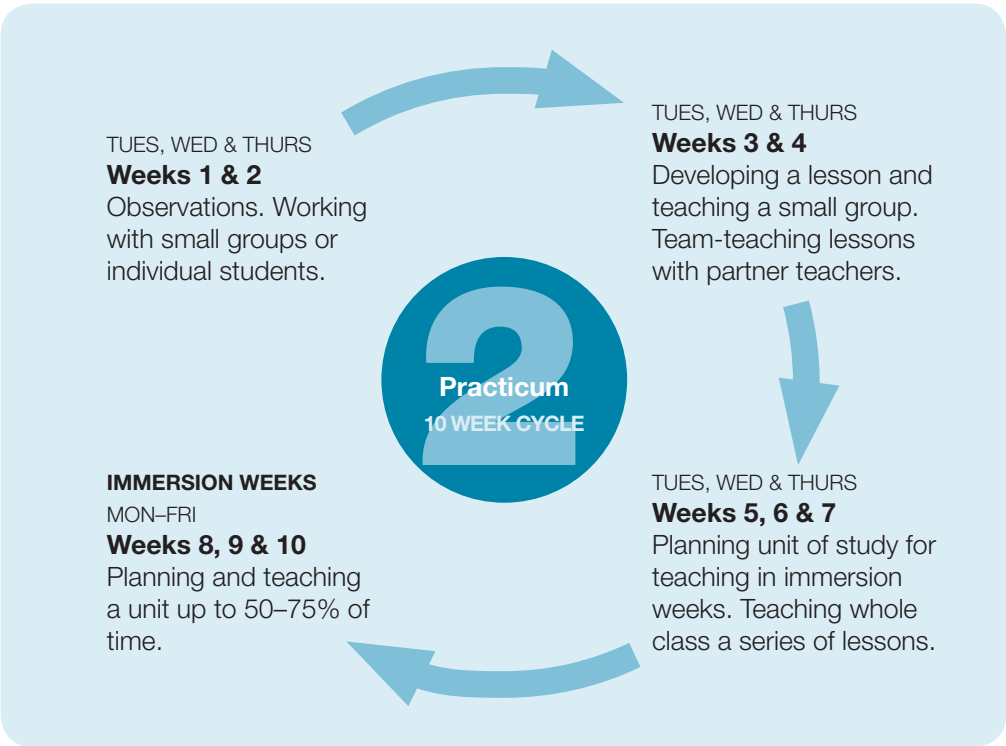 TUES, WED & THURS
Weeks 1 & 2
Observations. Working
with small groups or
individual students.
TUES, WED & THURS
Weeks 3 & 4
Developing a lesson and
teaching a small group.
Team-teaching lessons
with partner teachers.
2
Practicum
10 WEEK CYCLE
TUES, WED & THURS
Weeks 5, 6 & 7
Planning unit of study for
teaching in immersion
weeks. Teaching whole
class a series of lessons.
IMMERSION WEEKS
MON–FRI
Weeks 8, 9 & 10
Planning and teaching
a unit up to 50–75% of
time.